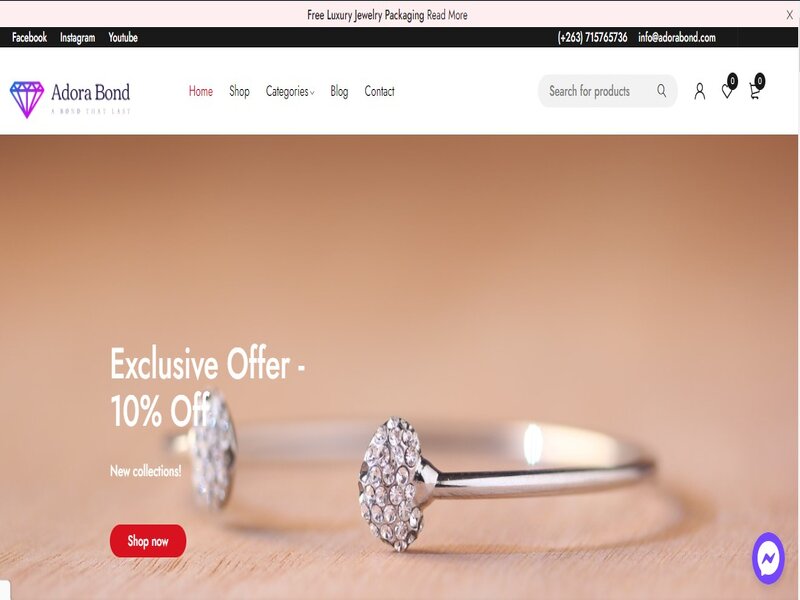 Free Luxury Jewelry Packaging Read More X
Facebook Instagram Youtube (+263) 715765736 info@adorabond.com
Adora Bond
A BOND THAT LAST
Home Shop Categories Blog Contact
Search for products
0 0
Exclusive Offer -
10% Off
New collections!
Shop now